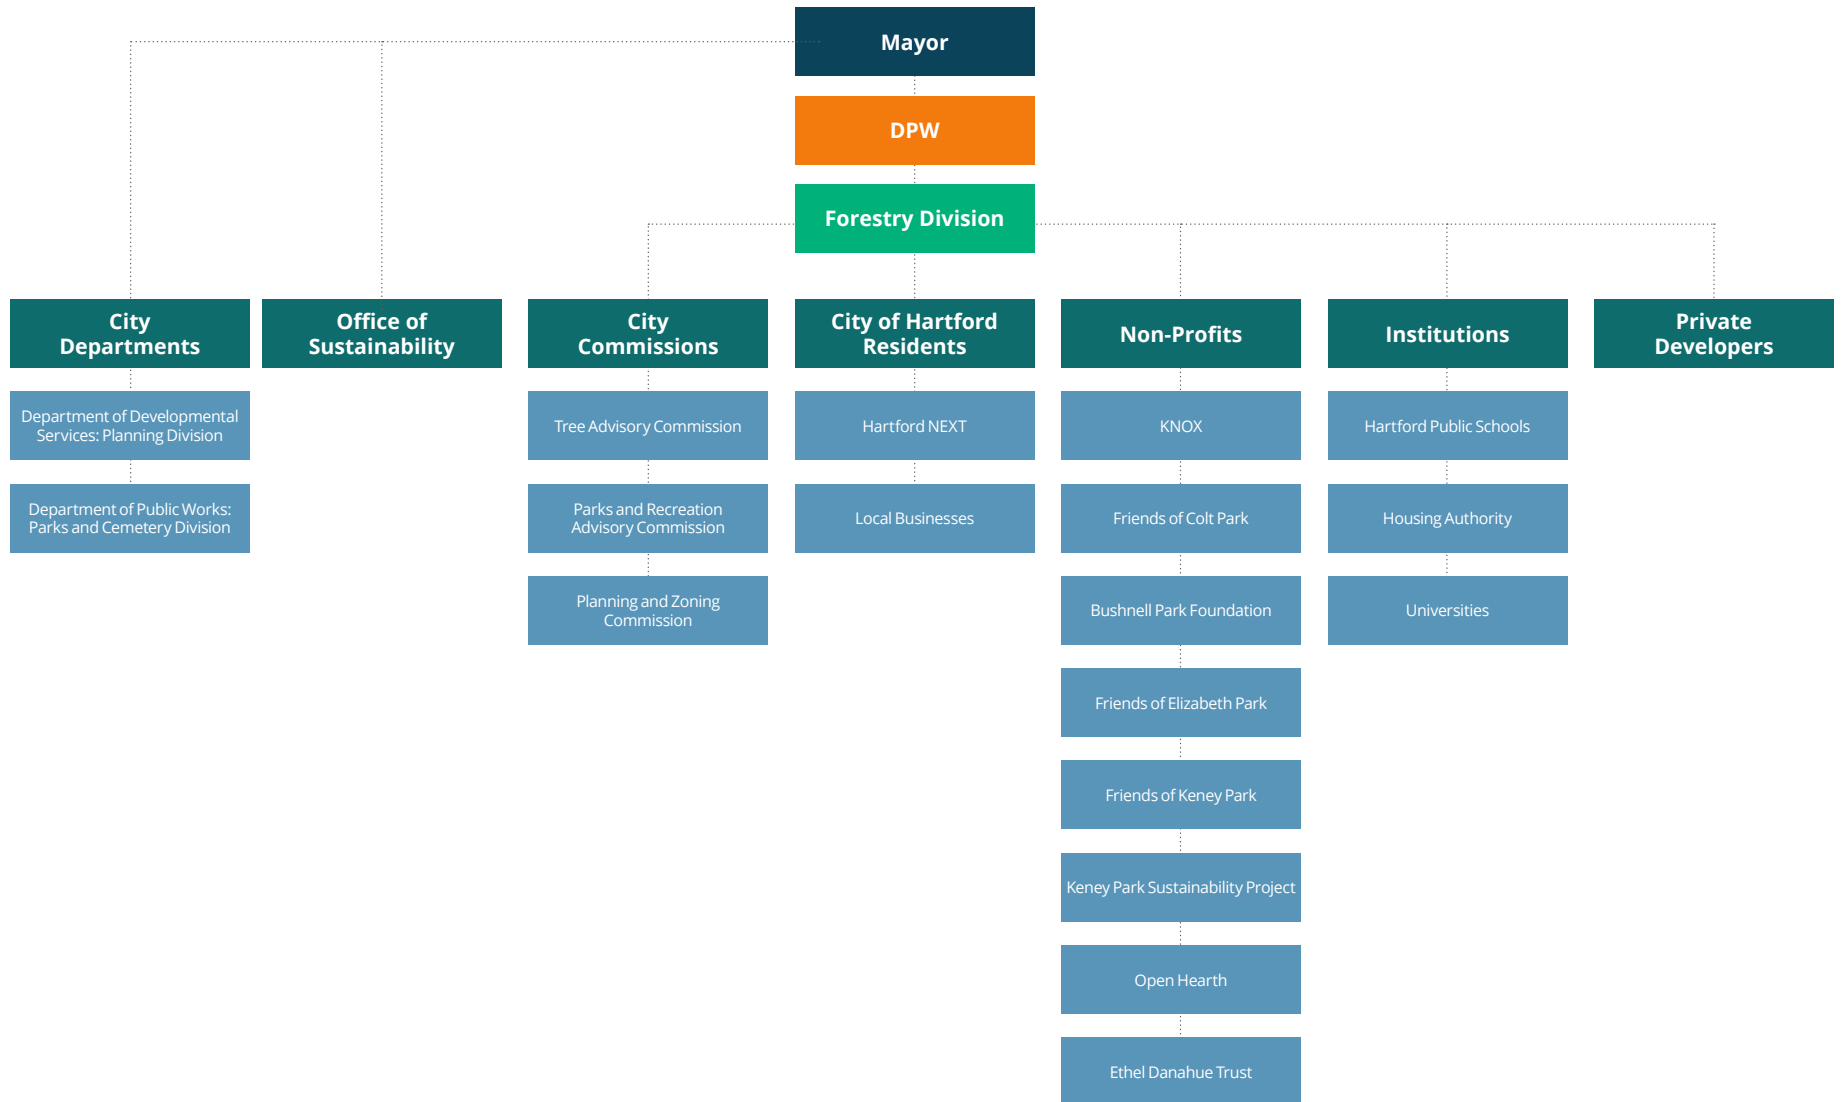 Mayor
DPW
Forestry Division
City
Departments
Office of
Sustainability
City
Commissions
City of Hartford
Residents
Non-Profits
Institutions
Private
Developers
Department of Developmental
Services: Planning Division
Department of Public Works:
Parks and Cemetery Division
Tree Advisory Commission
Parks and Recreation
Advisory Commission
Planning and Zoning
Commission
Hartford NEXT
Local Businesses
KNOX
Friends of Colt Park
Bushnell Park Foundation
Friends of Elizabeth Park
Friends of Keney Park
Keney Park Sustainability Project
Open Hearth
Ethel Danahue Trust
Hartford Public Schools
Housing Authority
Universities